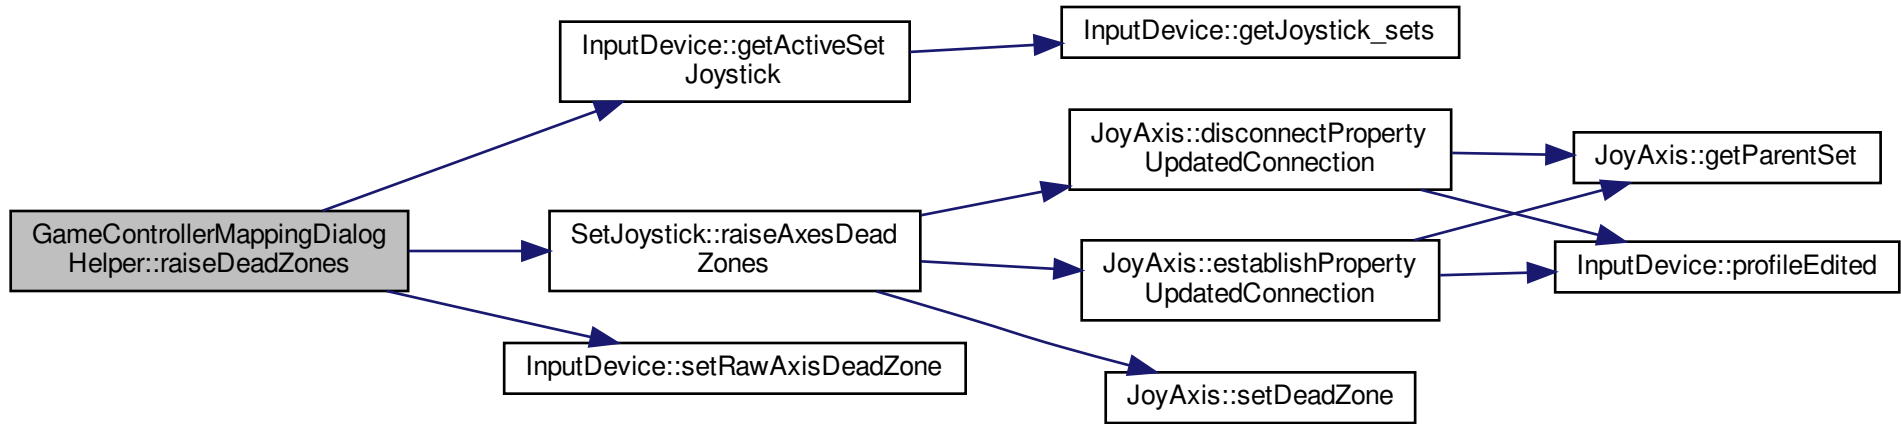 GameControllerMappingDialog
Helper::raiseDeadZones
InputDevice::getActiveSet
Joystick
InputDevice::getJoystick_sets
SetJoystick::raiseAxesDead
Zones
JoyAxis::disconnectProperty
UpdatedConnection
JoyAxis::getParentSet
InputDevice::profileEdited
JoyAxis::establishProperty
UpdatedConnection
JoyAxis::setDeadZone
InputDevice::setRawAxisDeadZone